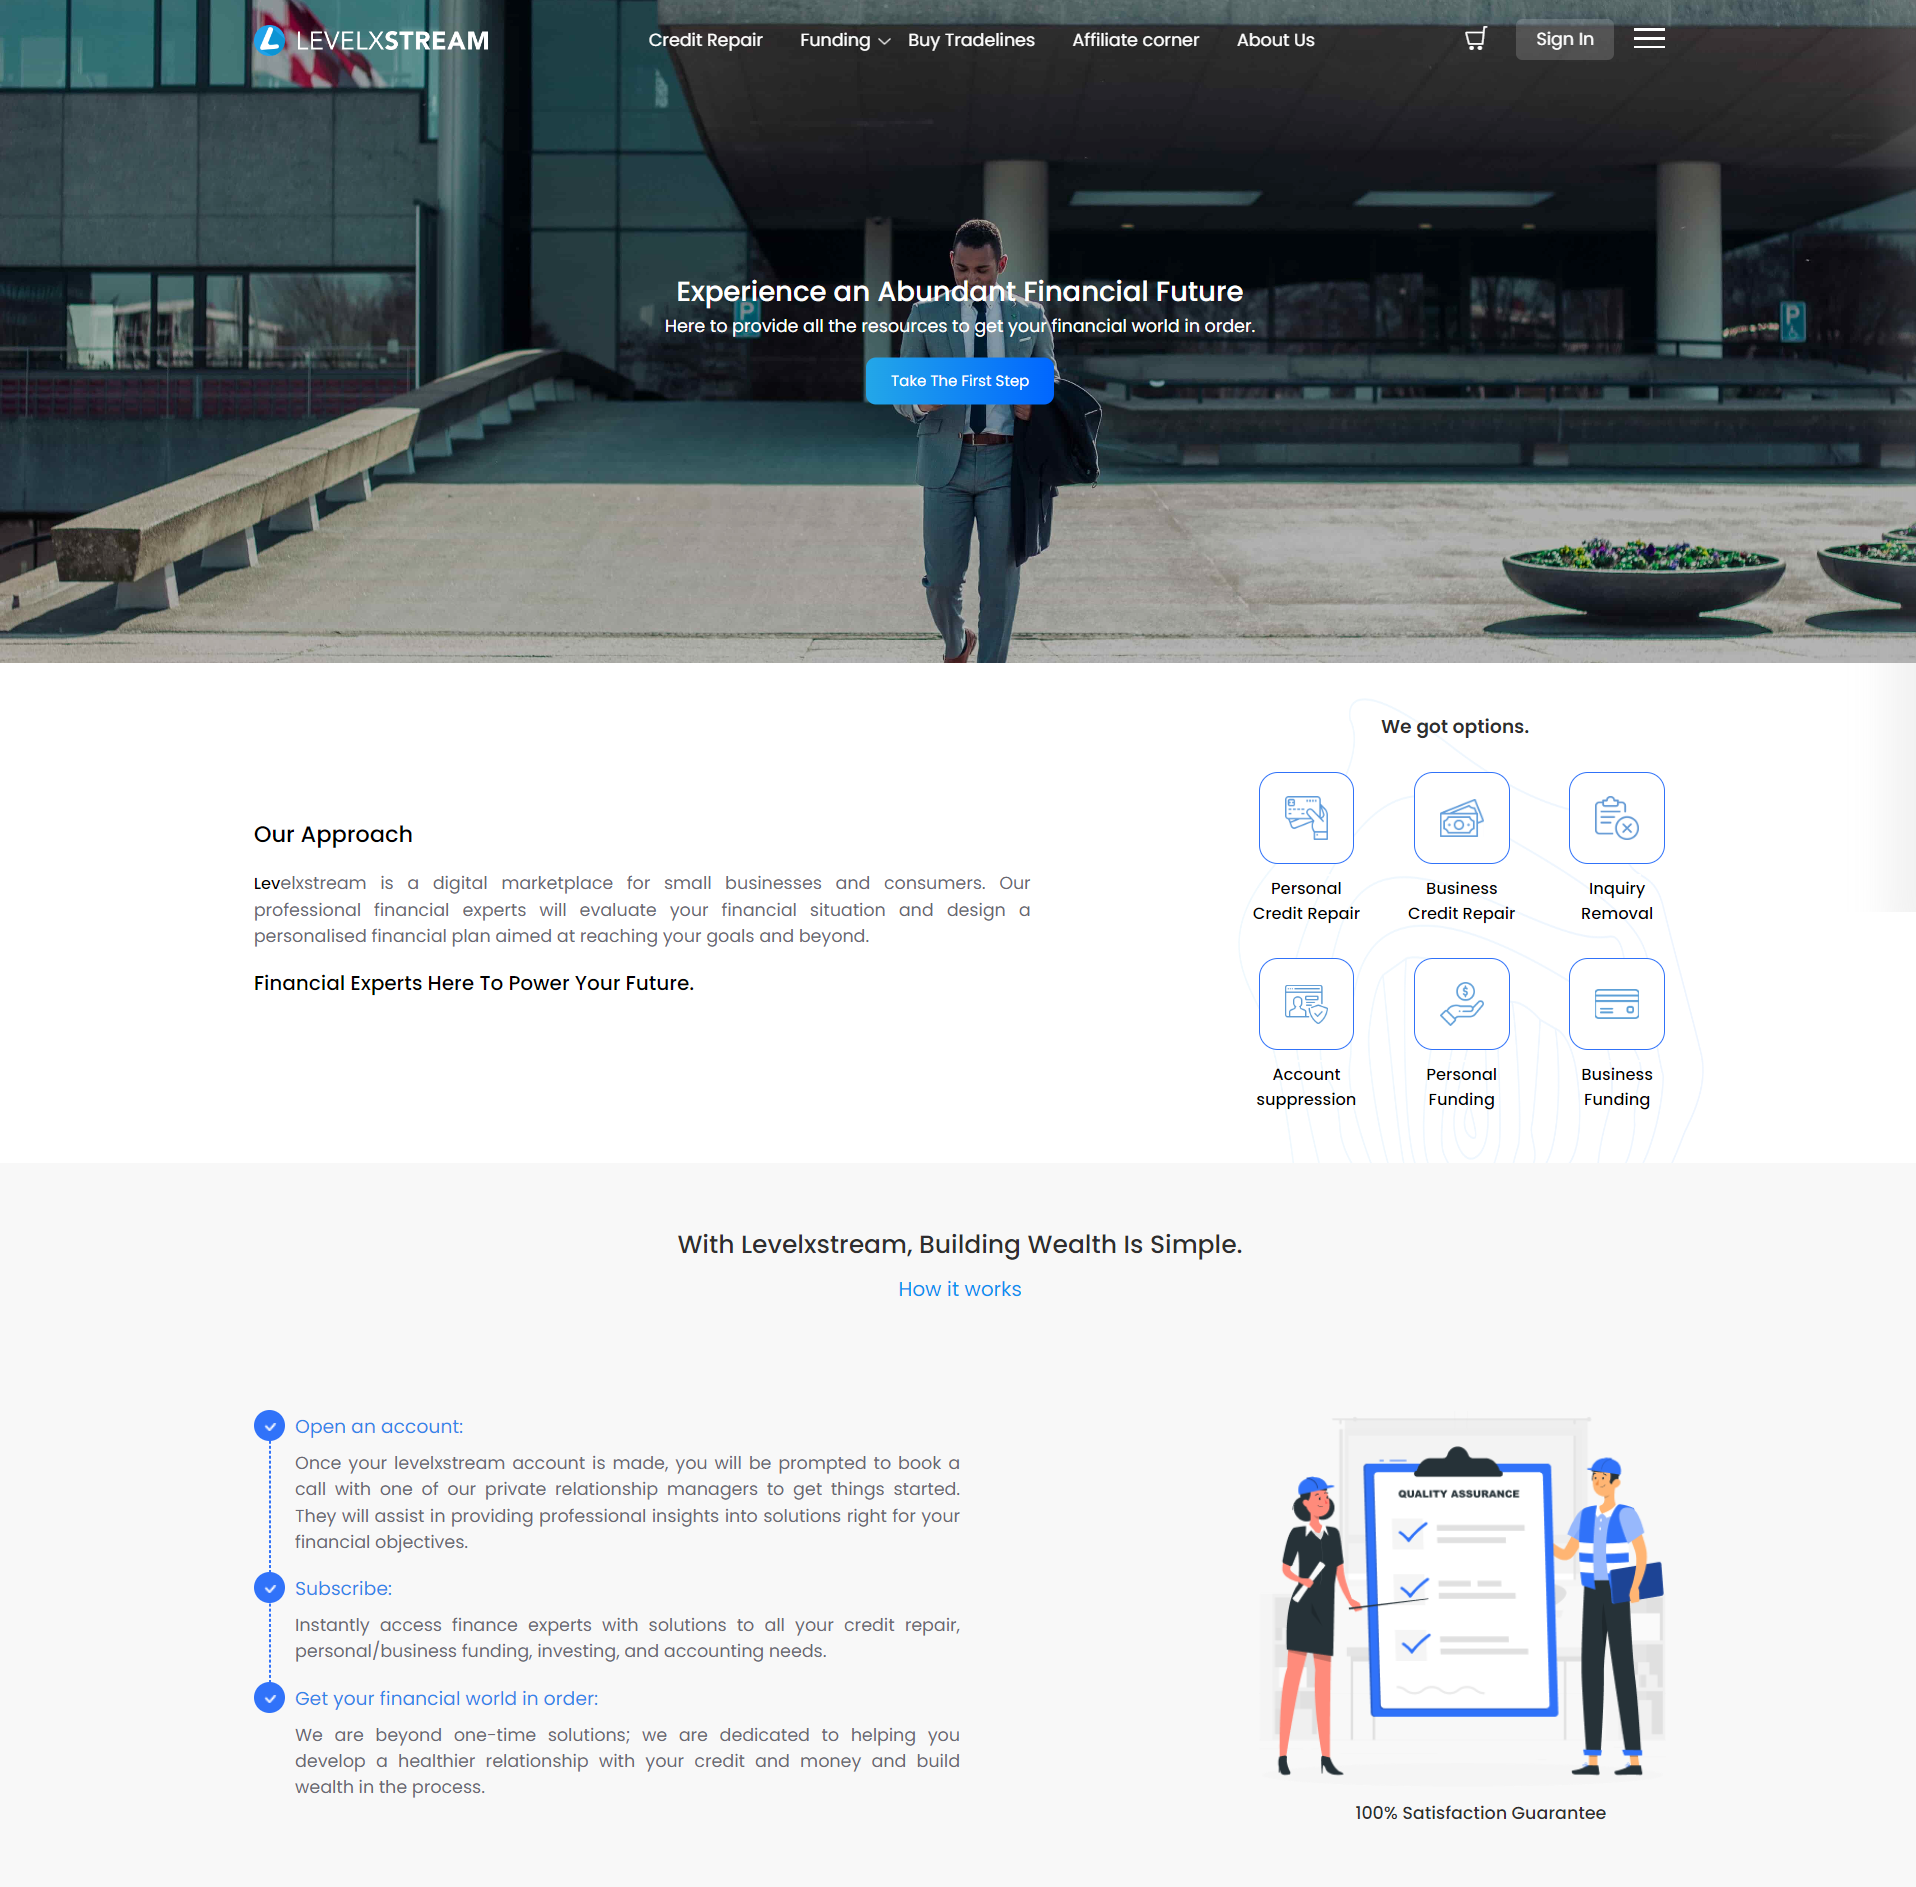 LEVELXSTREAM
Credit Repair
Funding
Buy Tradelines
Affiliate corner
About Us
Sign In
P
P
Experience an Abundant Financial Future
Here to provide all the resources to get your financial world in order.
Take The First Step
Our Approach
Levelxstream is a digital marketplace for small businesses and consumers. Our
professional financial experts will evaluate your financial situation and design a
personalised financial plan aimed at reaching your goals and beyond.
Financial Experts Here To Power Your Future.
We got options.
Personal
Credit Repair
Business
Credit Repair
Inquiry
Removal
Account
suppression
Personal
Funding
Business
Funding
With Levelxstream, Building Wealth Is Simple.
How it works
Open an account:
Once your levelxstream account is made, you will be prompted to book a
call with one of our private relationship managers to get things started.
They will assist in providing professional insights into solutions right for your
financial objectives.
Subscribe:
Instantly access finance experts with solutions to all your credit repair,
personal/business funding, investing, and accounting needs.
Get your financial world in order:
We are beyond one-time solutions; we are dedicated to helping you
develop a healthier relationship with your credit and money and build
wealth in the process.
QUALITY ASSURANCE
100% Satisfaction Guarantee